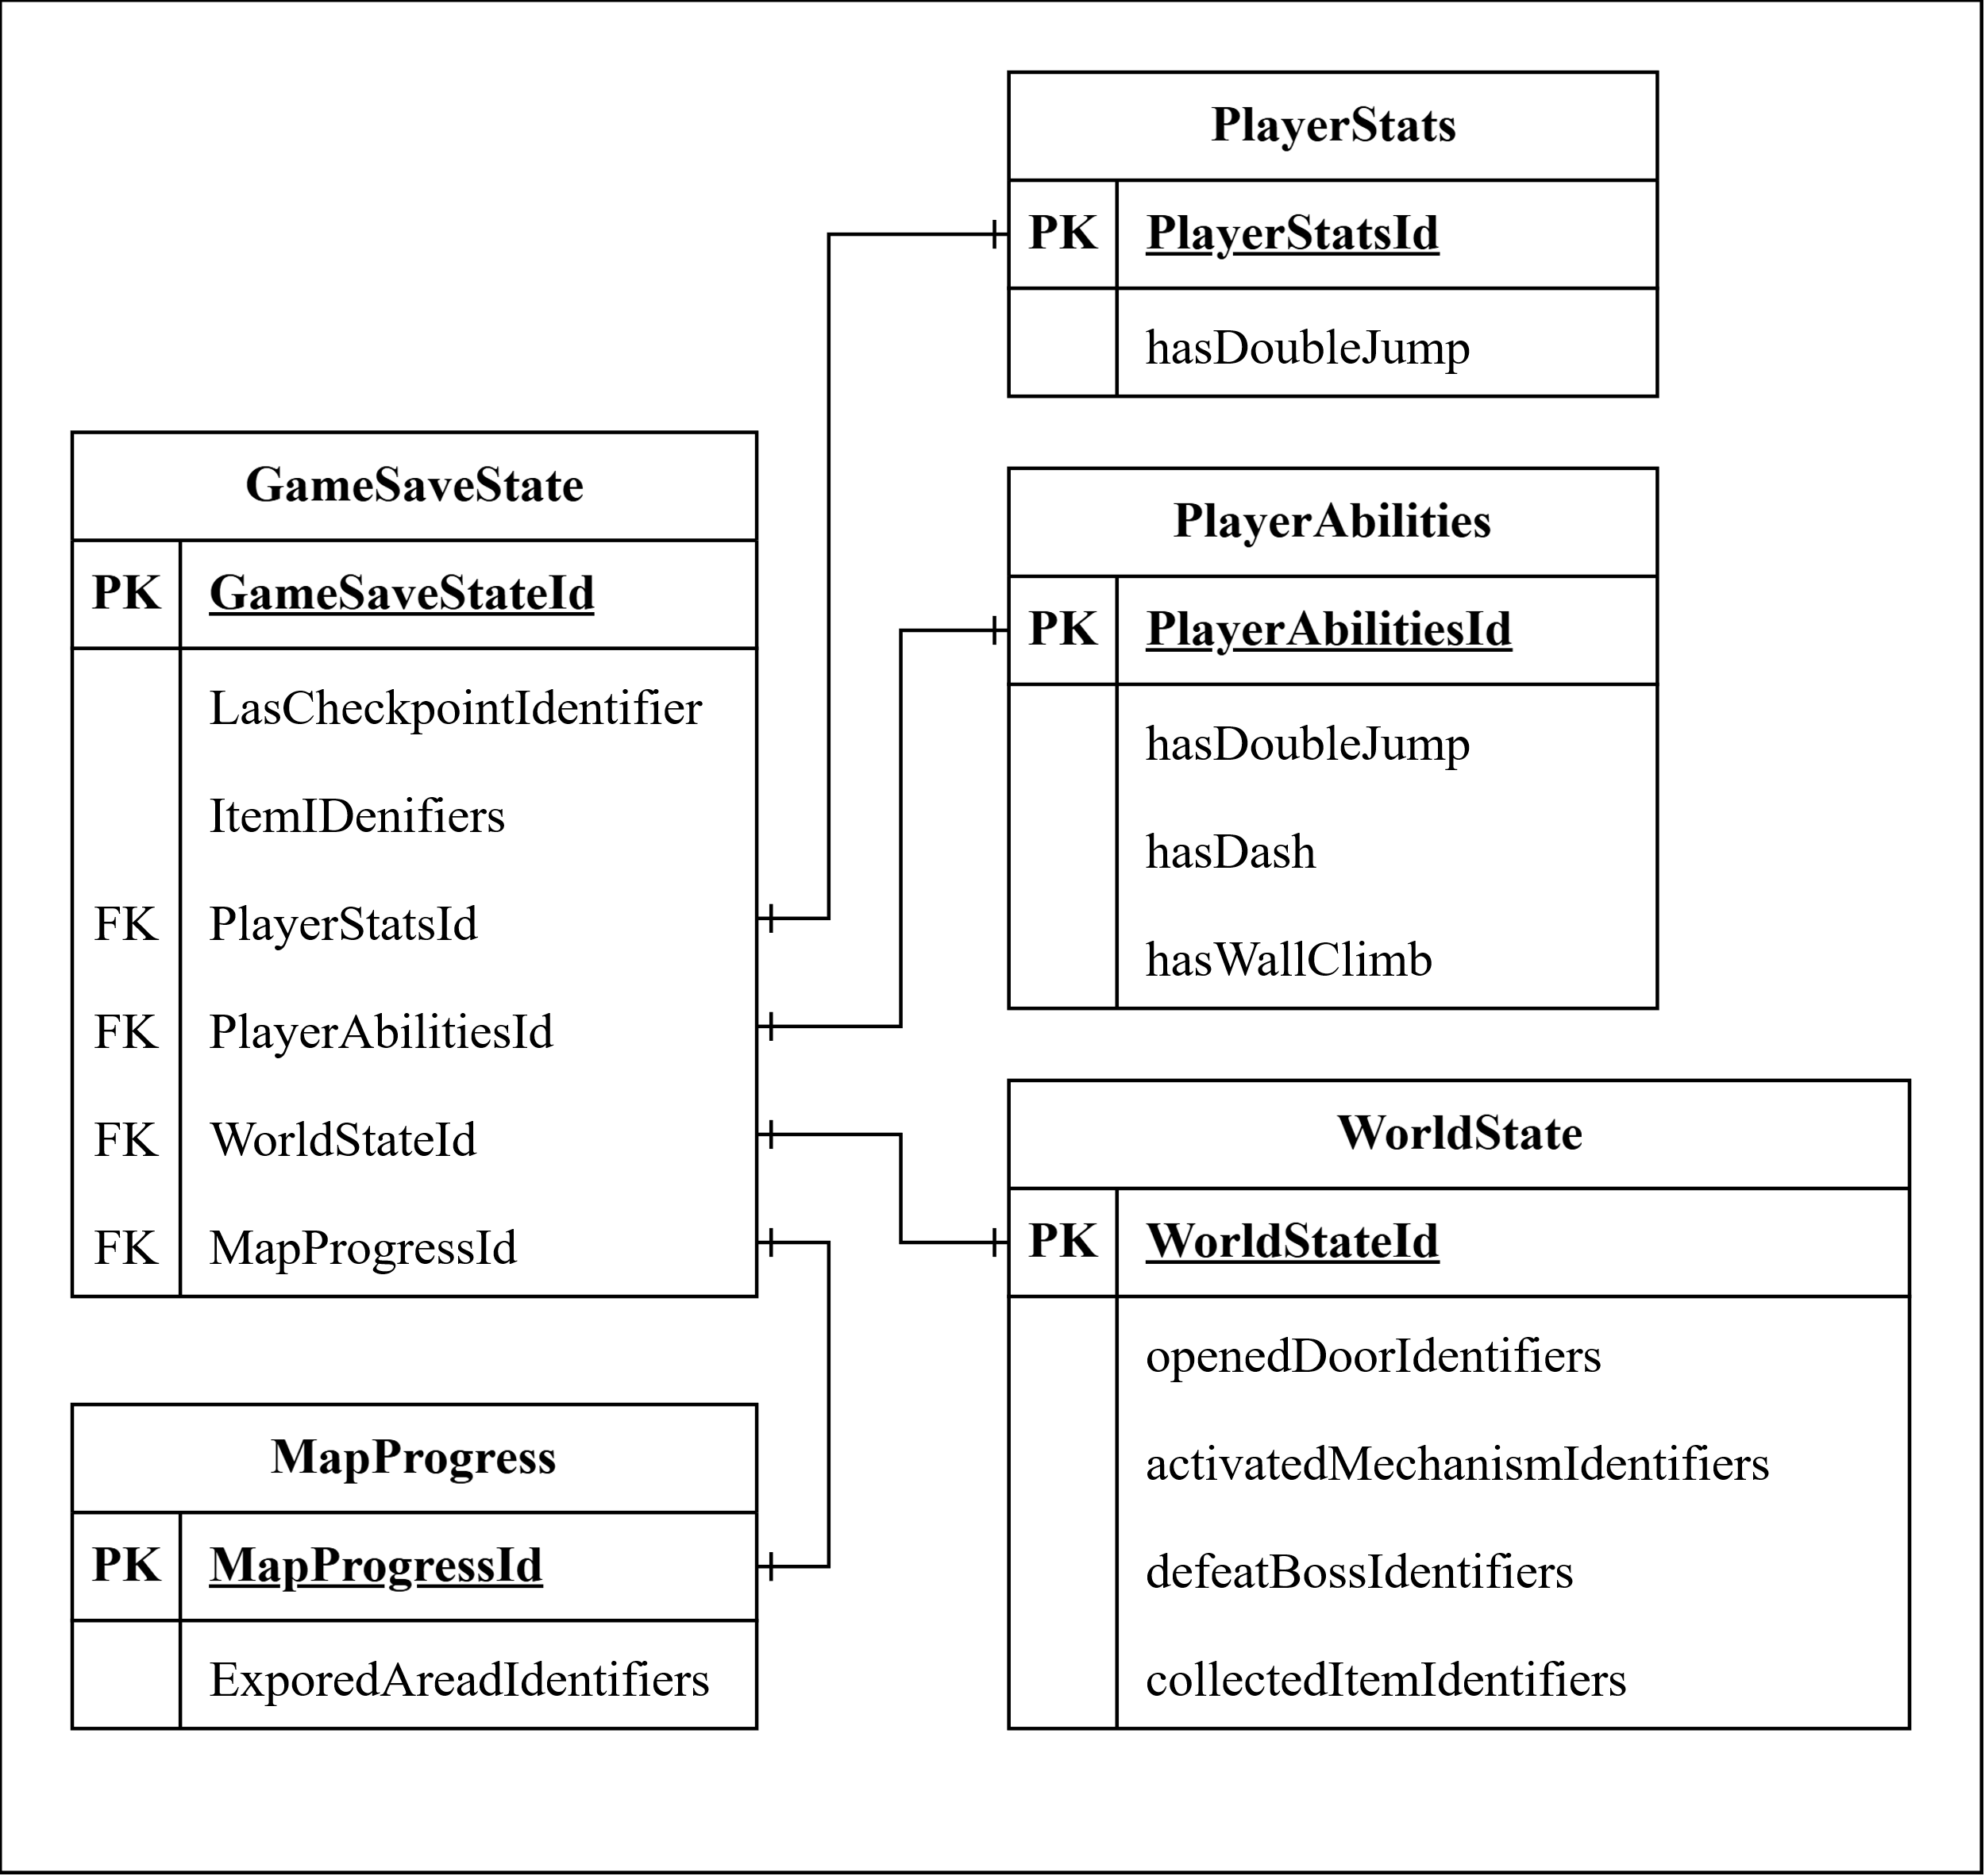 PlayerStats
PK PlayerStatsId
hasDoubleJump
GameSaveState
PK GameSaveStateId
LasCheckpointIdentifier
ItemIDenifiers
FK PlayerStatsId
FK PlayerAbilitiesId
FK WorldStateId
FK MapProgressId
PlayerAbilities
PK PlayerAbilitiesId
hasDoubleJump
hasDash
hasWallClimb
WorldState
PK WorldStateId
openedDoorIdentifiers
activatedMechanismIdentifiers
defeatBossIdentifiers
collectedItemIdentifiers
MapProgress
PK MapProgressId
ExporedAreadIdentifiers